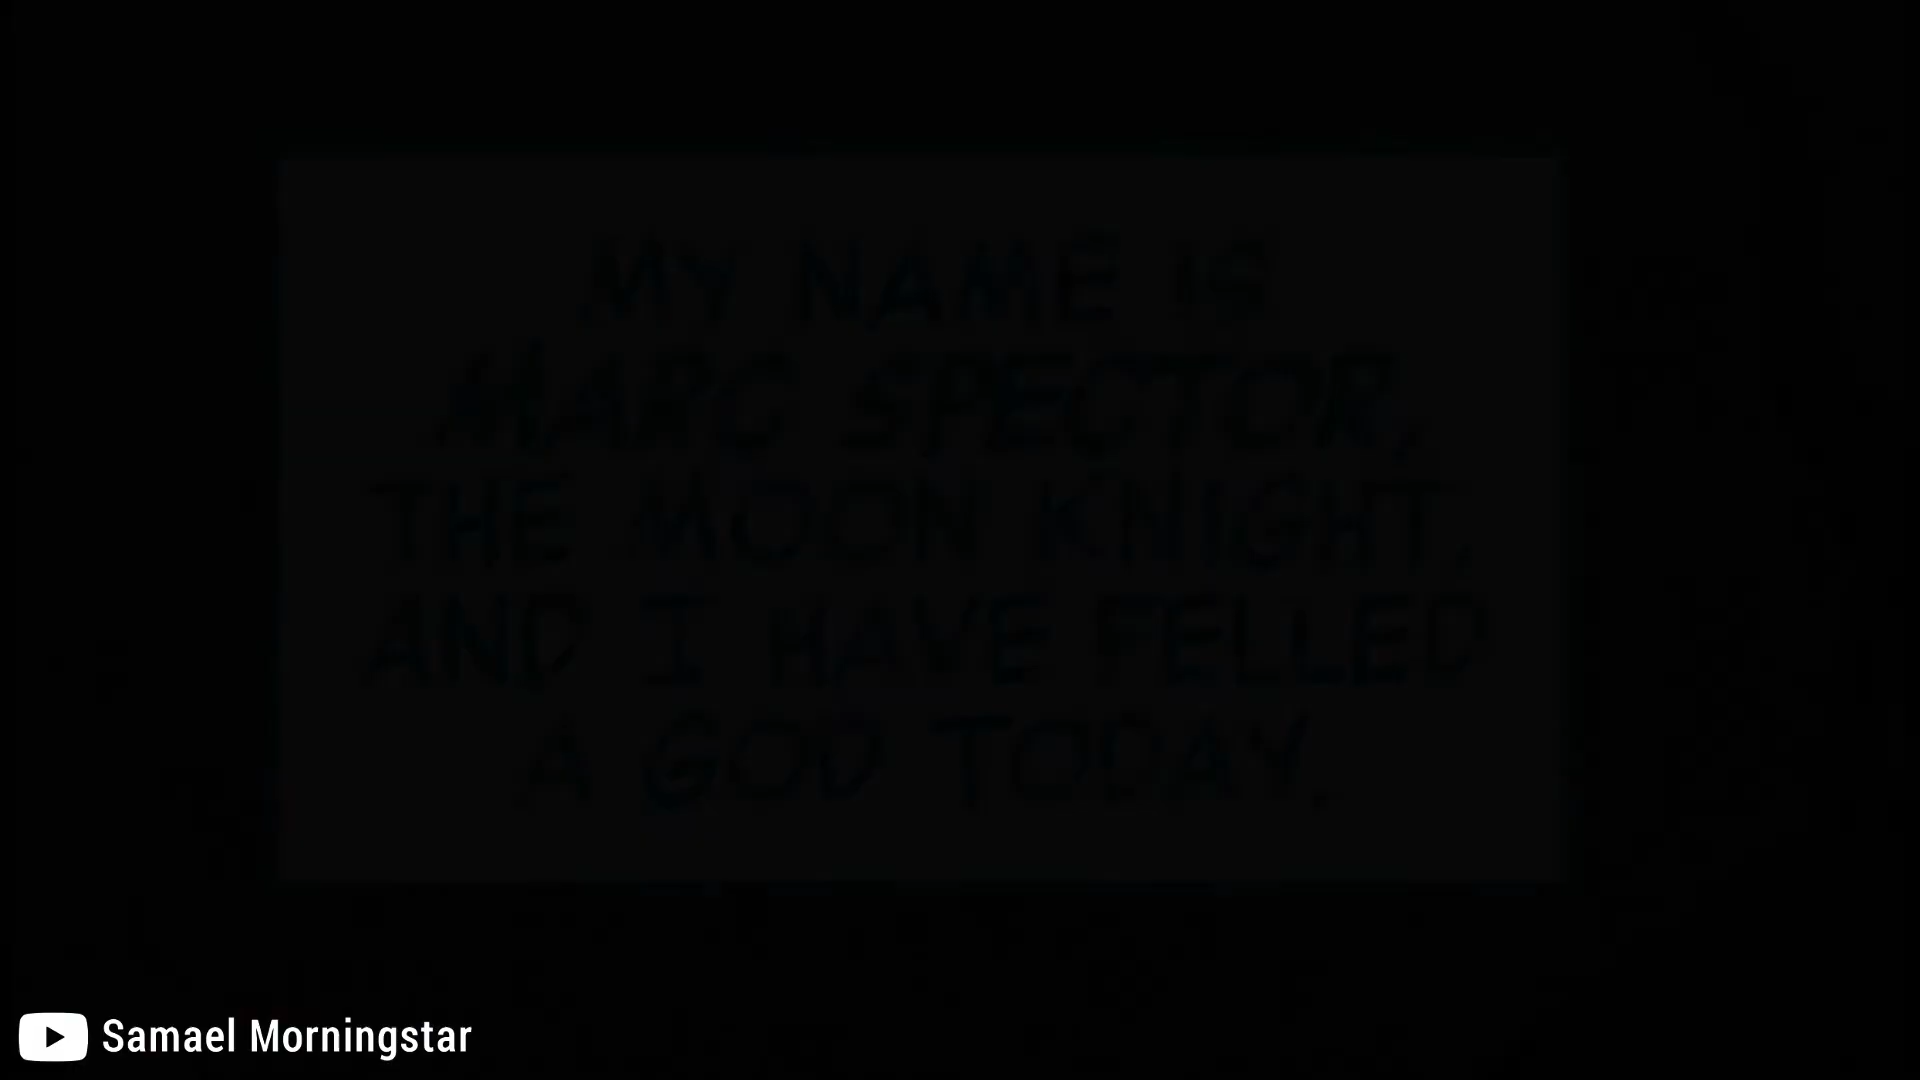 MY NAME IS
MARC SPECTOR,
THE MOON KNIGHT,
AND I HAVE FELLED
A GOD TODAY.
Samael Morningstar